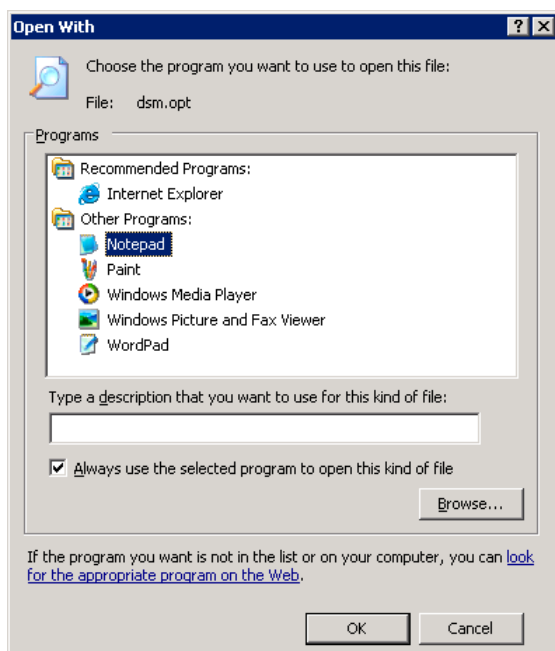 Open With
Choose the program you want to use to open this file:
File: dsm.opt
Programs
Recommended Programs:
Internet Explorer
Other Programs:
Notepad
Paint
Windows Media Player
Windows Picture and Fax Viewer
WordPad
Type a description that you want to use for this kind of file:
Always use the selected program to open this kind of file
Browse...
If the program you want is not in the list or on your computer, you can look
for the appropriate program on the Web.
OK Cancel